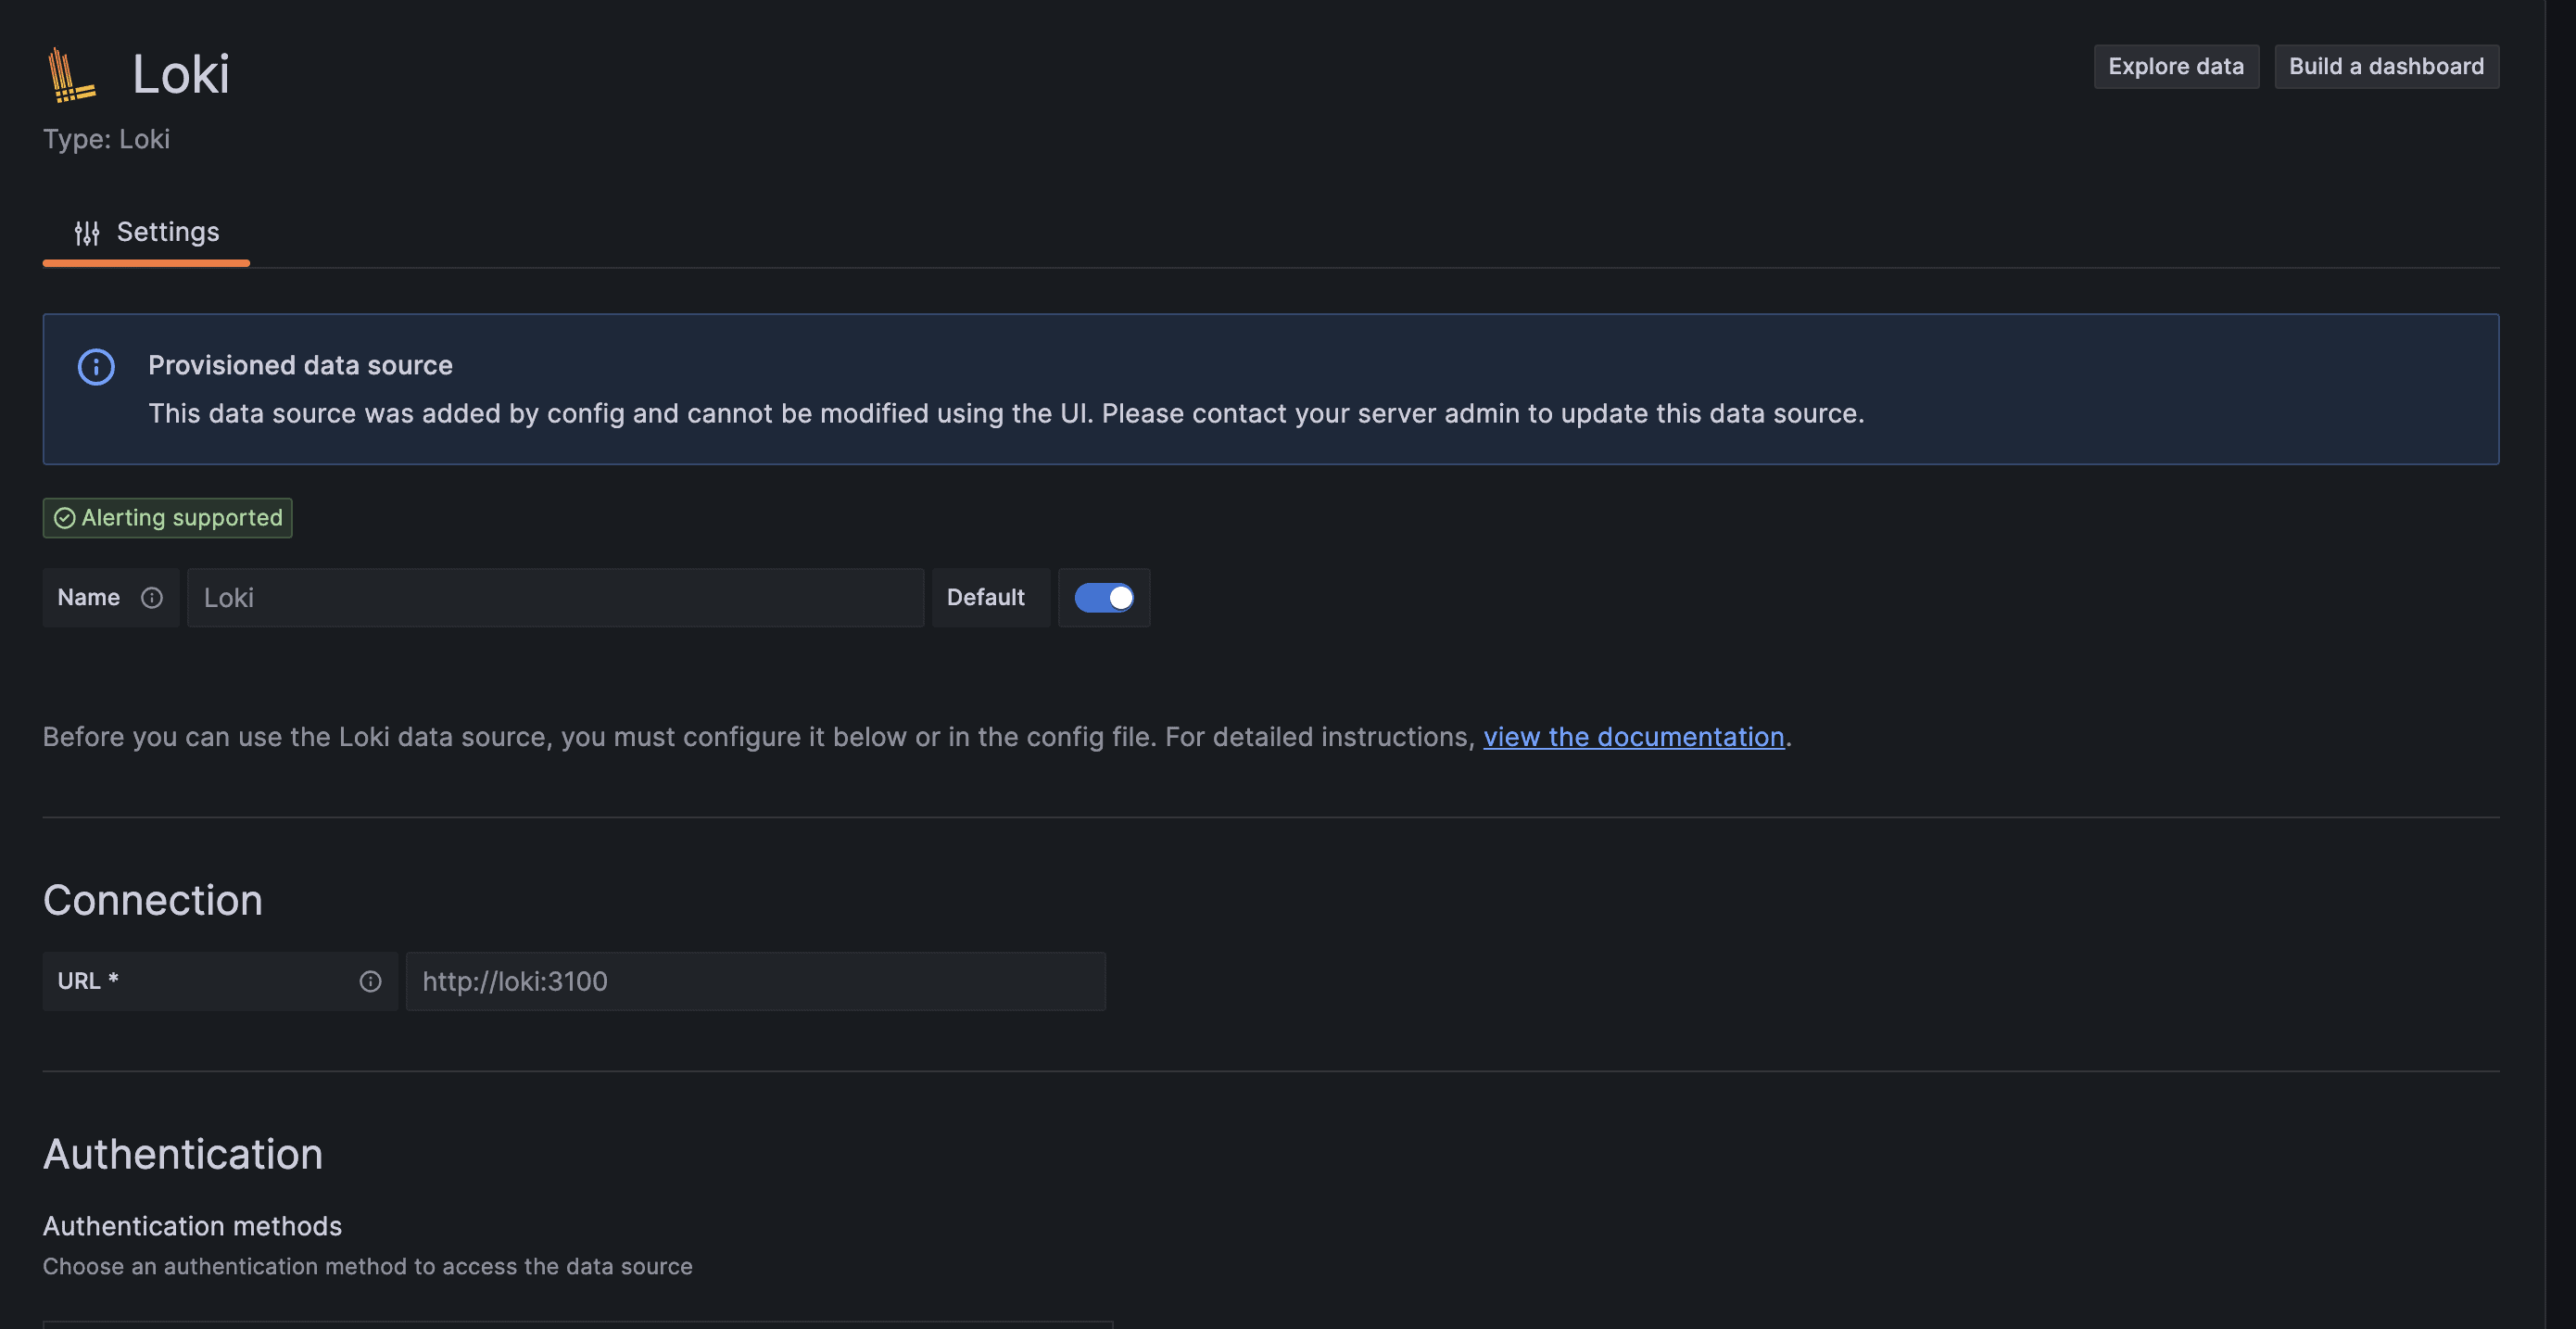 Loki
Explore data
Build a dashboard
Type: Loki
Settings
Provisioned data source
This data source was added by config and cannot be modified using the UI. Please contact your server admin to update this data source.
Alerting supported
Name
Loki
Default
Before you can use the Loki data source, you must configure it below or in the config file. For detailed instructions, view the documentation.
Connection
URL *
http://loki:3100
Authentication
Authentication methods
Choose an authentication method to access the data source